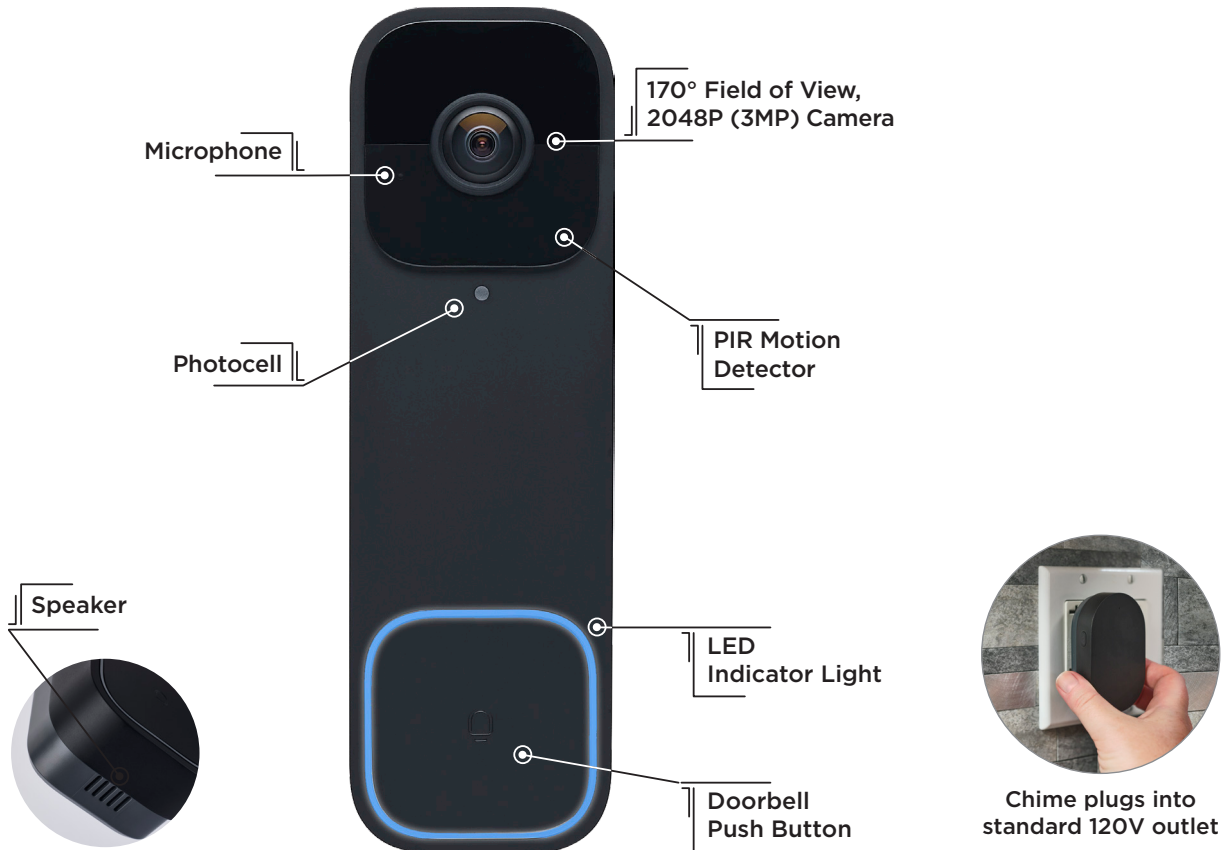 170° Field of View,
2048P (3MP) Camera
Microphone
PIR Motion
Detector
Photocell
Speaker
LED
Indicator Light
Doorbell
Push Button
Chime plugs into
standard 120V outlet